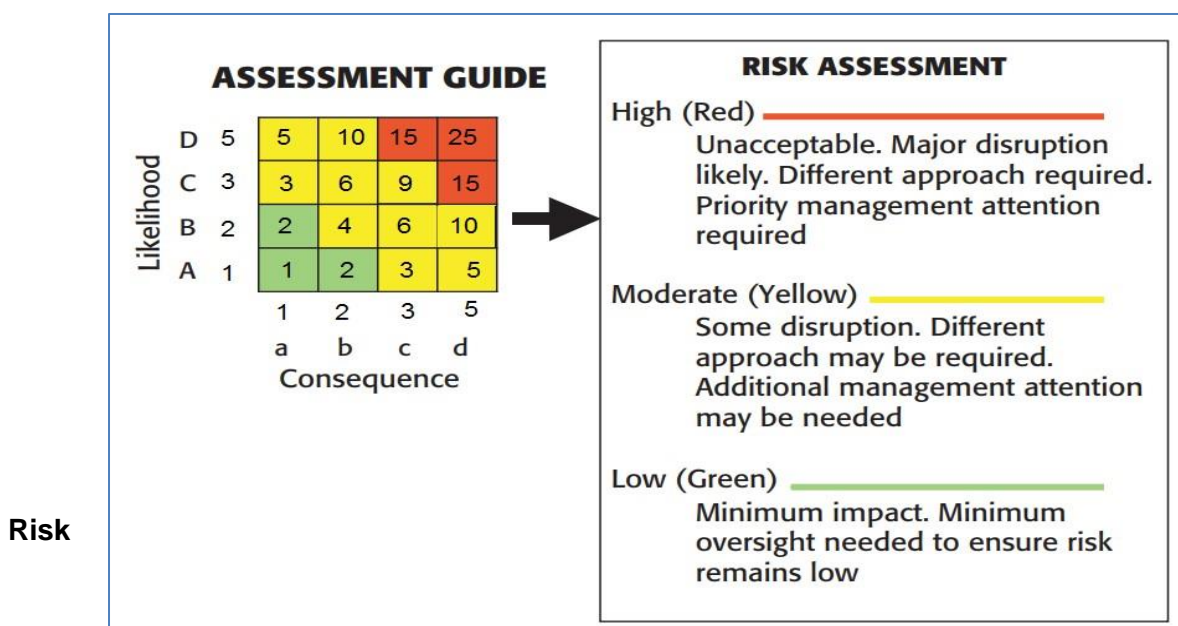 ASSESSMENT GUIDE
Likelihood
D 5 5 10 15 25
C 3 3 6 9 15
B 2 2 4 6 10
A 1 1 2 3 5
1 2 3 5
a b c d
Consequence
RISK ASSESSMENT
High (Red)
Unacceptable. Major disruption
likely. Different approach required.
Priority management attention
required
Moderate (Yellow)
Some disruption. Different
approach may be required.
Additional management attention
may be needed
Low (Green)
Minimum impact. Minimum
oversight needed to ensure risk
remains low
Risk